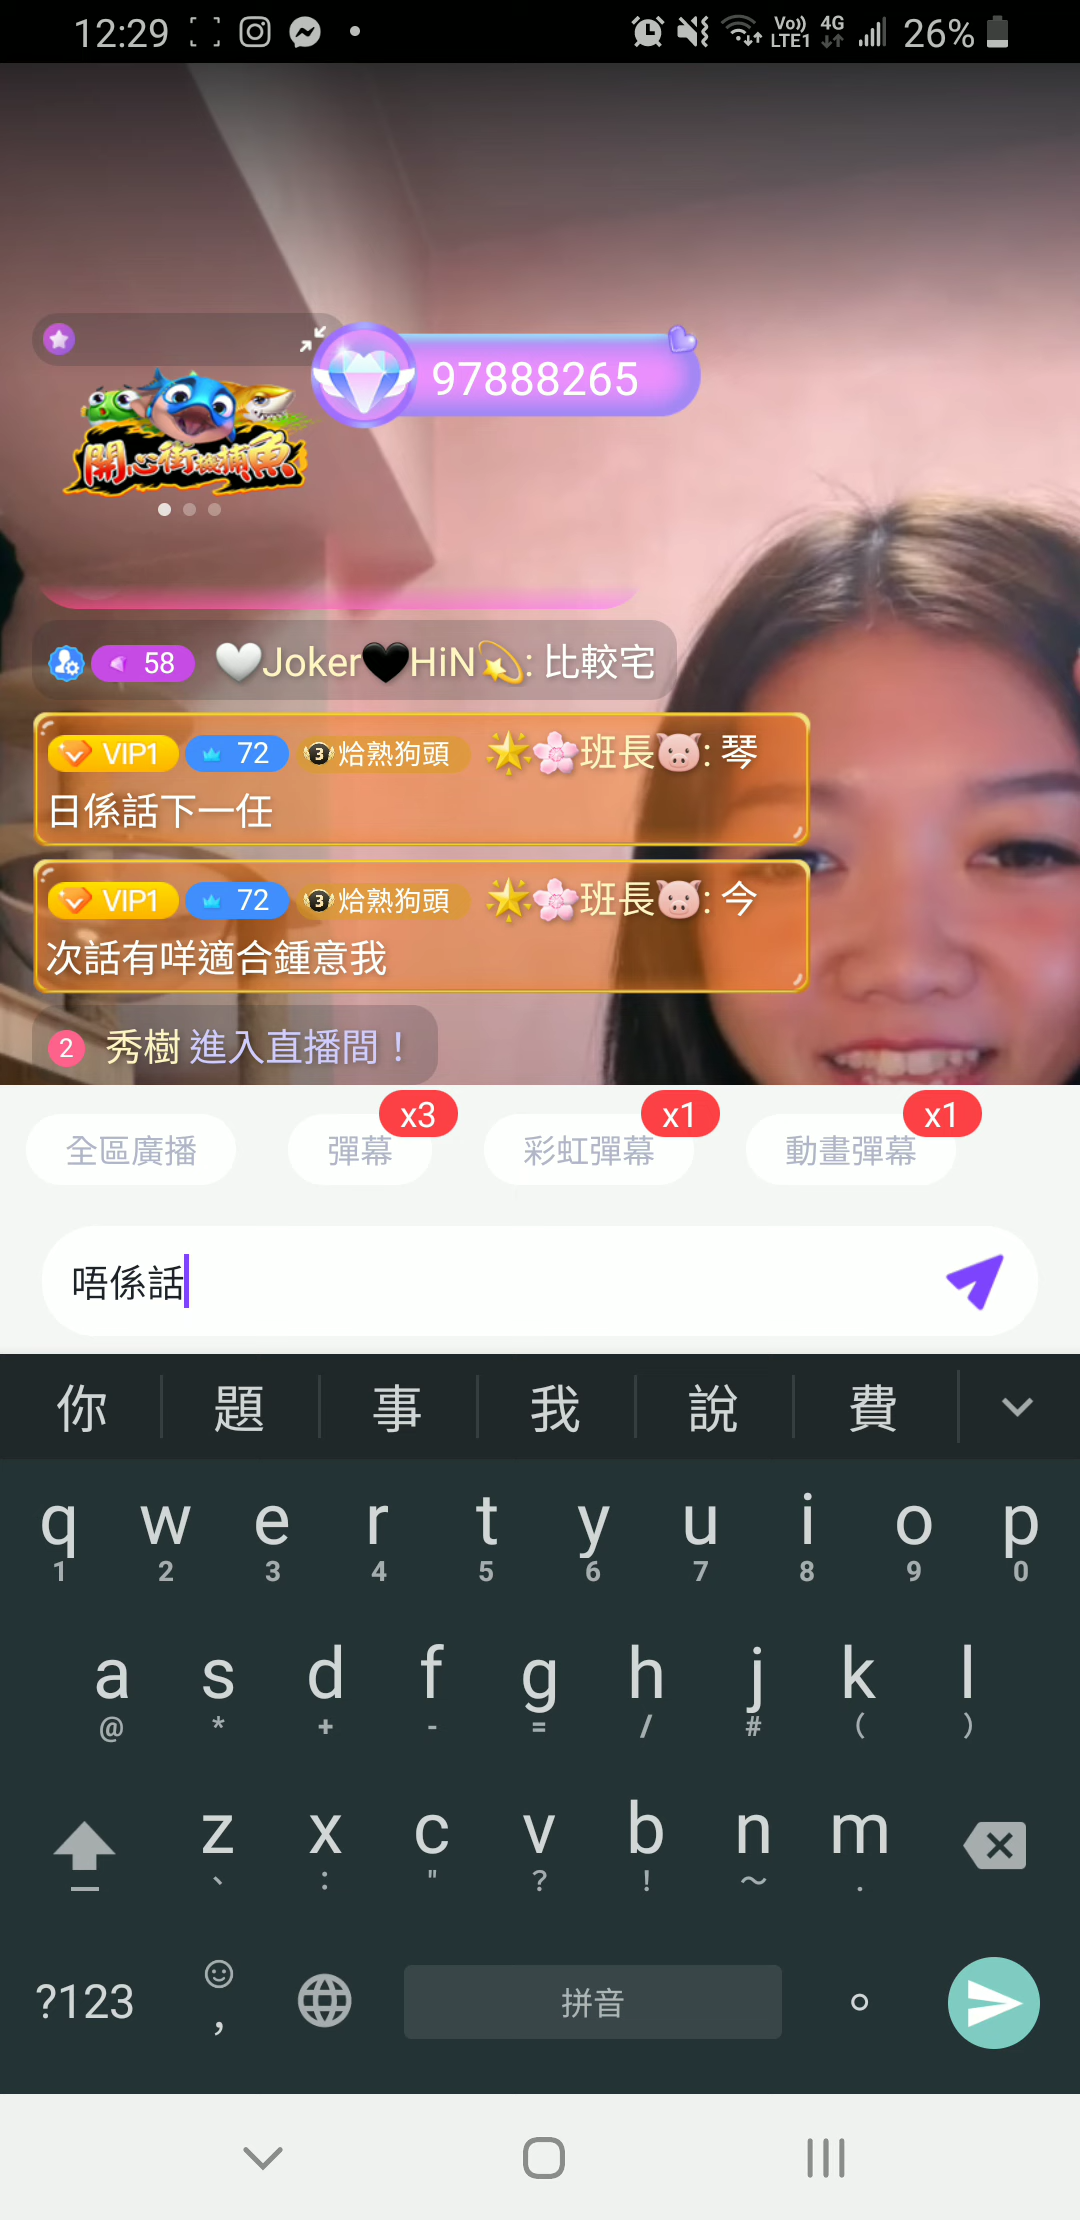 12:29
Vo))
LTE1
4G
26%
97888265
開心街機捕魚
58 🤍Joker🖤HiN💫: 比較宅
VIP1 72 3 烚熟狗頭 🌟🌸班長🐷: 琴
日係話下一任
VIP1 72 3 烚熟狗頭 🌟🌸班長🐷: 今
次話有咩適合鍾意我
2 秀樹 進入直播間！
x3 x1 x1
全區廣播 彈幕 彩虹彈幕 動畫彈幕
唔係話
你 題 事 我 說 費
q w e r t y u i o p
1 2 3 4 5 6 7 8 9 0
a s d f g h j k l
@ * + - = / # ( )
z x c v b n m
、 : " ? ! ～ .
?123 , 拼音 。